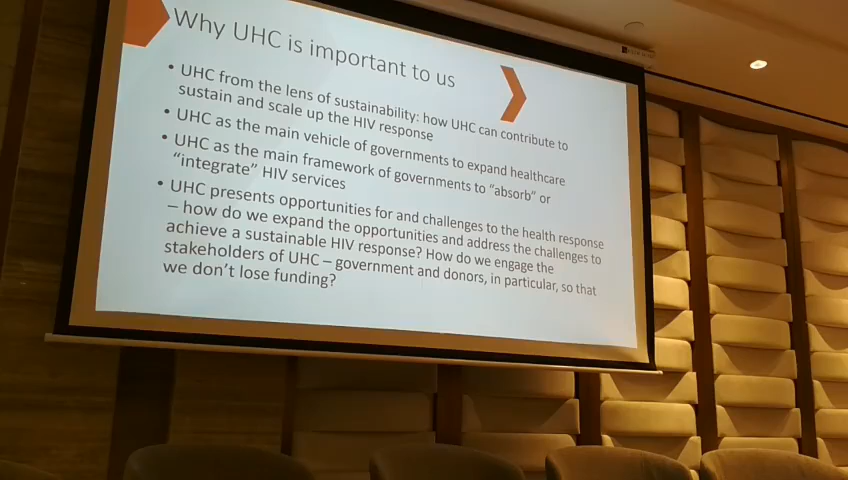 Why UHC is important to us
• UHC from the lens of sustainability: how UHC can contribute to
sustain and scale up the HIV response
• UHC as the main vehicle of governments to expand healthcare
• UHC as the main framework of governments to "absorb" or
"integrate" HIV services
• UHC presents opportunities for and challenges to the health response
– how do we expand the opportunities and address the challenges to
achieve a sustainable HIV response? How do we engage the
stakeholders of UHC – government and donors, in particular, so that
we don't lose funding?